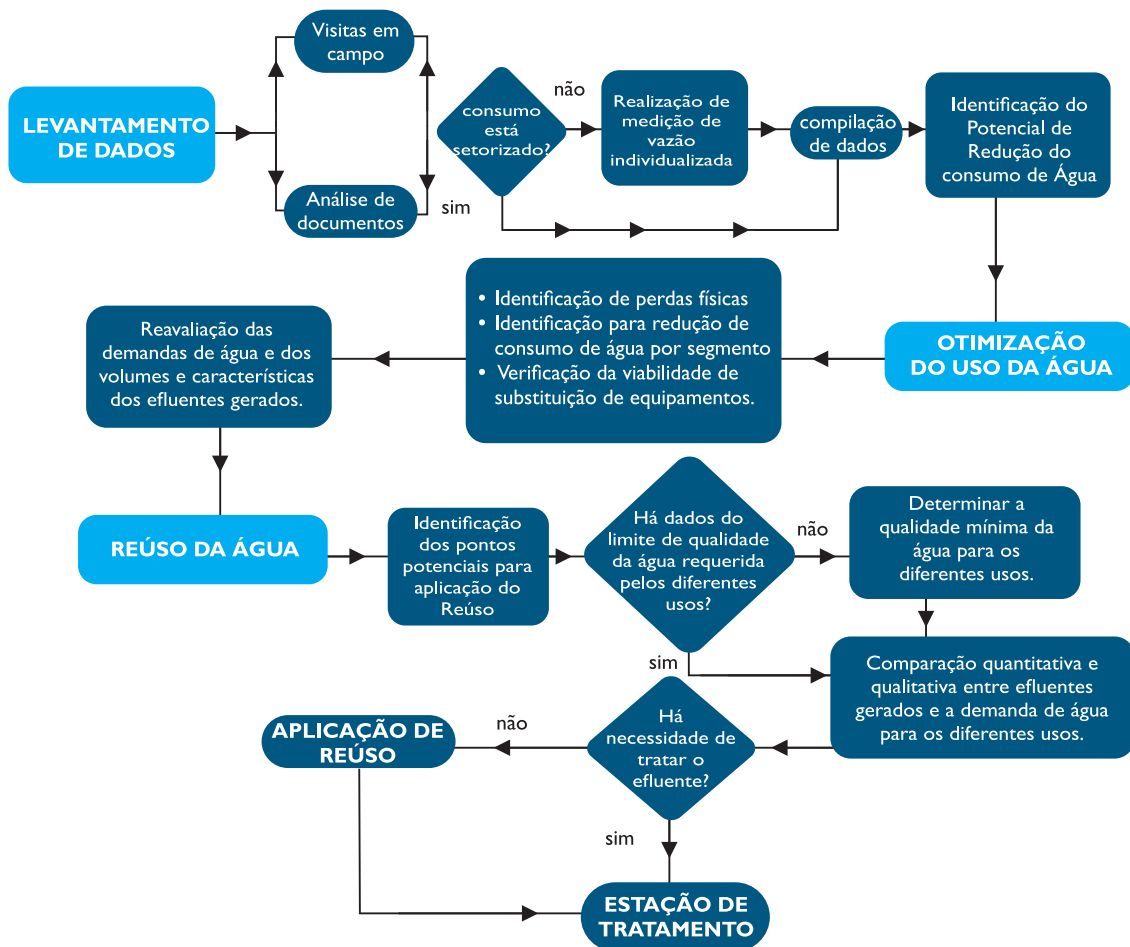 Visitas em
campo
LEVANTAMENTO
DE DADOS
Análise de
documentos
sim
consumo
está
setorizado?
não
Realização de
medição de
vazão
individualizada
compilação
de dados
Identificação do
Potencial de
Redução do
consumo de Água
OTIMIZAÇÃO
DO USO DA ÁGUA
• Identificação de perdas físicas
• Identificação para redução de
consumo de água por segmento
• Verificação da viabilidade de
substituição de equipamentos.
Reavaliação das
demandas de água e dos
volumes e características
dos efluentes gerados.
REÚSO DA ÁGUA
Identificação
dos pontos
potenciais para
aplicação do
Reúso
Há dados do
limite de qualidade
da água requerida
pelos diferentes
usos?
não
Determinar a
qualidade mínima da
água para os
diferentes usos.
sim
Comparação quantitativa e
qualitativa entre efluentes
gerados e a demanda de água
para os diferentes usos.
Há
necessidade de
tratar o
efluente?
não
APLICAÇÃO DE
REÚSO
sim
ESTAÇÃO DE
TRATAMENTO